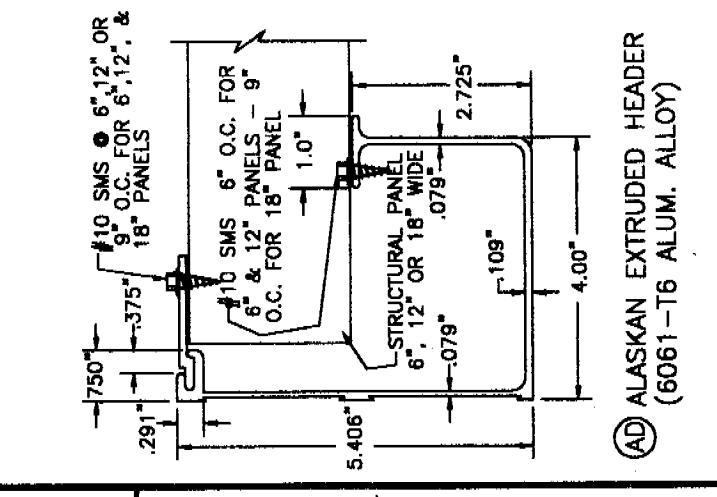 #10 SMS @ 6",12" OR
9" O.C. FOR 6",12", &
18" PANELS
#10 SMS 6" O.C. FOR
6" & 12" PANELS - 9"
O.C. FOR 18" PANEL
STRUCTURAL PANEL
6", 12" OR 18" WIDE
750"
.375"
.291"
1.0"
2.725"
.079"
.079"
.109"
5.406"
4.00"
AD ALASKAN EXTRUDED HEADER
(6061-T6 ALUM. ALLOY)